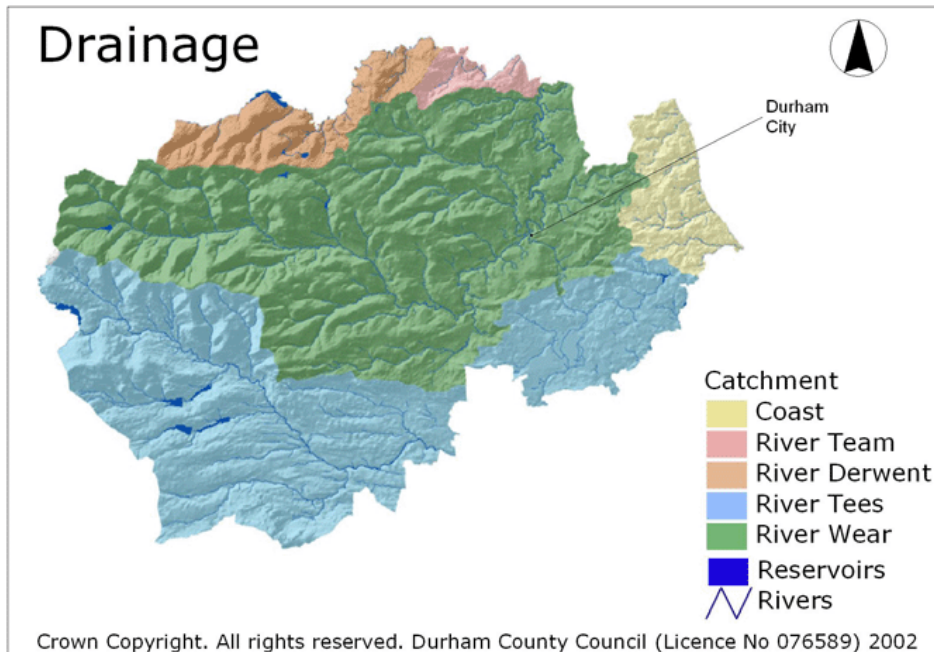 Drainage
Durham
City
Catchment
Coast
River Team
River Derwent
River Tees
River Wear
Reservoirs
Rivers
Crown Copyright. All rights reserved. Durham County Council (Licence No 076589) 2002